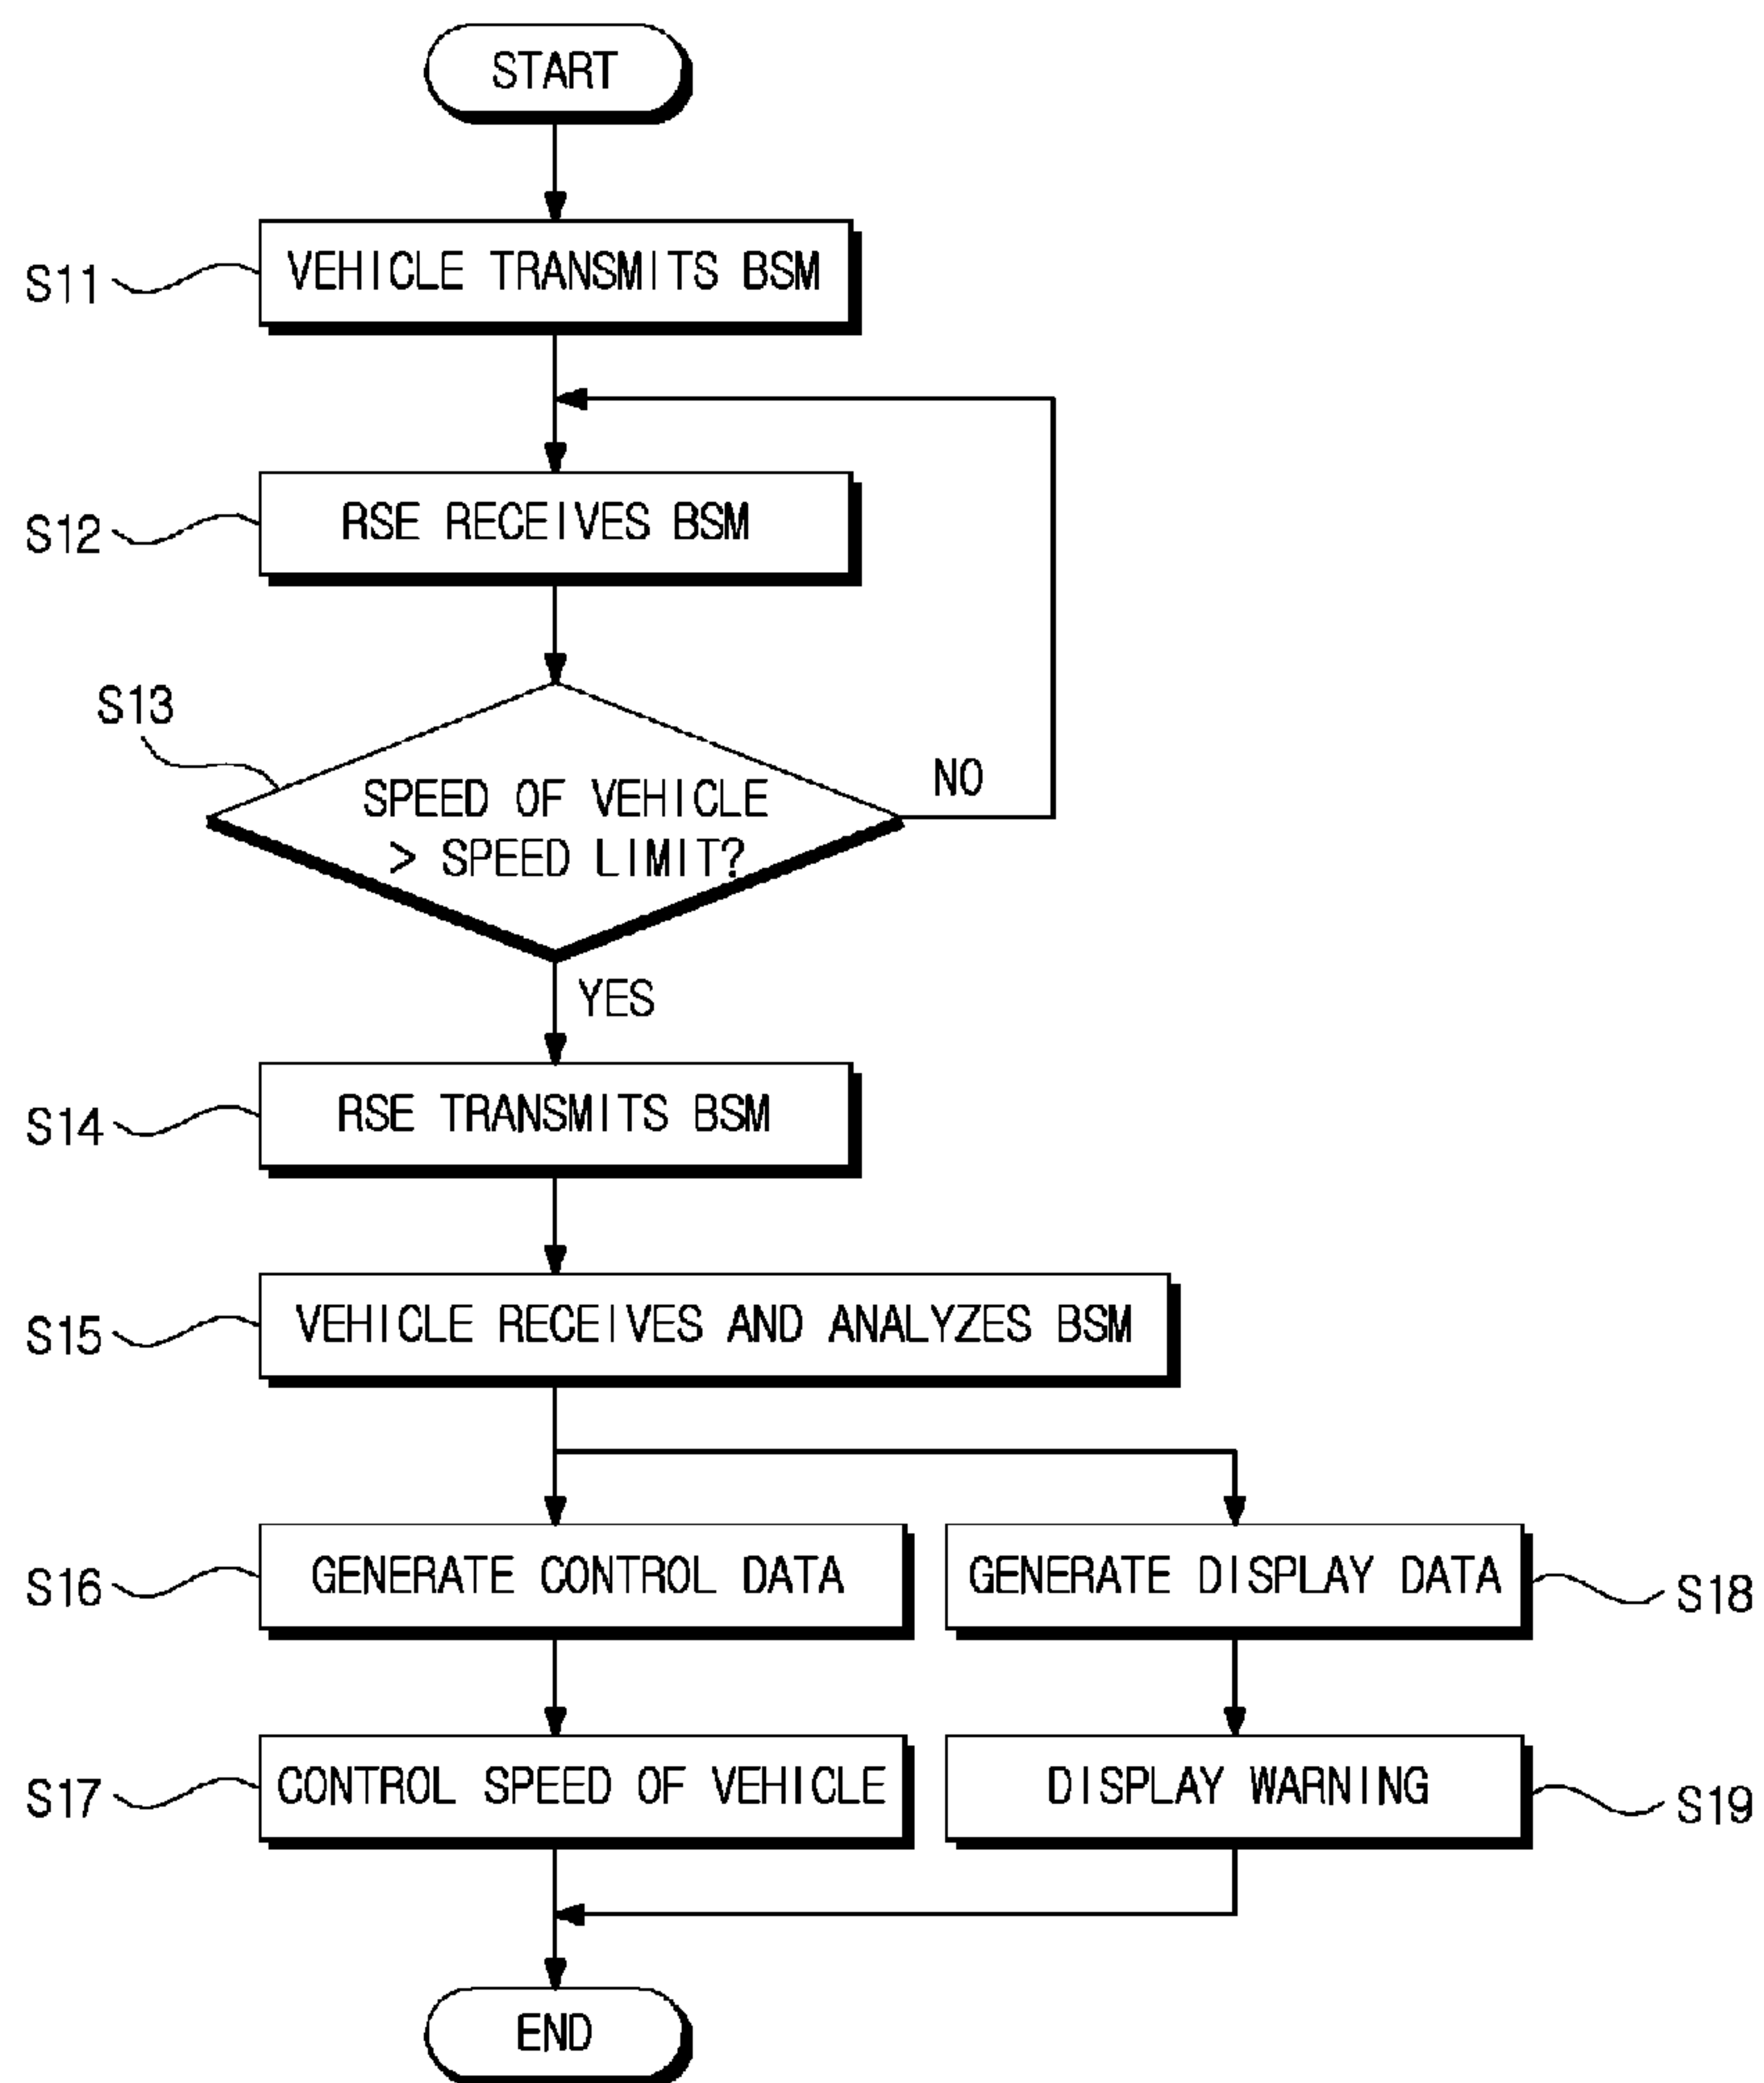 START
S11
VEHICLE TRANSMITS BSM
S12
RSE RECEIVES BSM
S13
SPEED OF VEHICLE
> SPEED LIMIT?
NO
YES
S14
RSE TRANSMITS BSM
S15
VEHICLE RECEIVES AND ANALYZES BSM
S16
GENERATE CONTROL DATA
GENERATE DISPLAY DATA
S18
S17
CONTROL SPEED OF VEHICLE
DISPLAY WARNING
S19
END